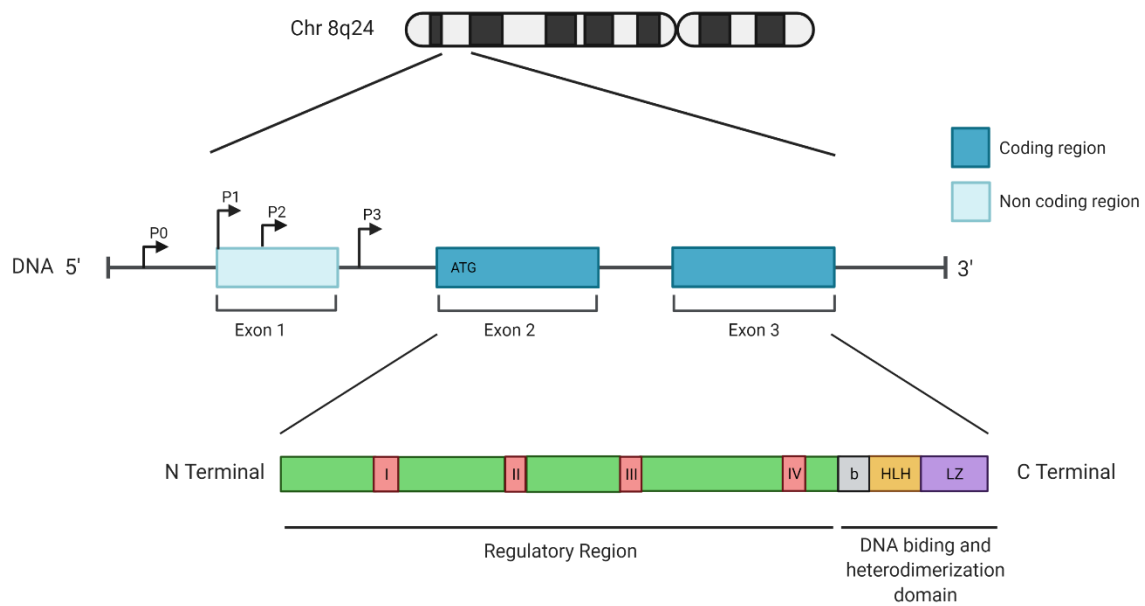 Chr 8q24
Coding region
Non coding region
P0
P1
P2
P3
DNA 5'
ATG
3'
Exon 1
Exon 2
Exon 3
N Terminal
I
II
III
IV
b
HLH
LZ
C Terminal
Regulatory Region
DNA biding and
heterodimerization
domain